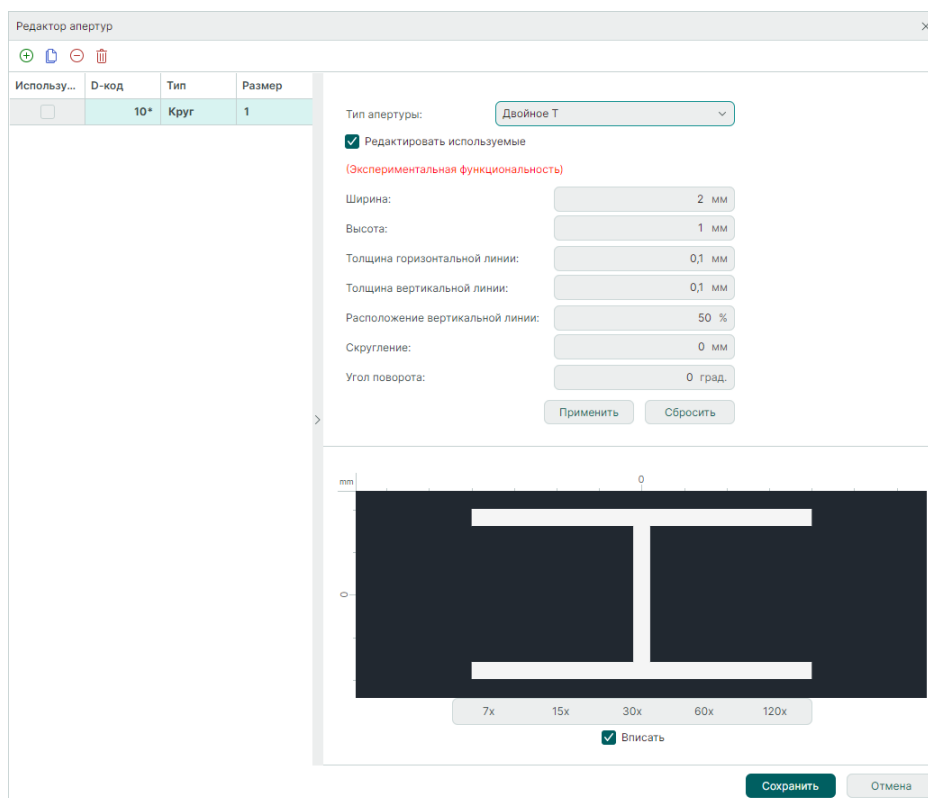 Редактор апертур
Использу... D-код Тип Размер
10* Круг 1
Тип апертуры: Двойное Т
Редактировать используемые
(Экспериментальная функциональность)
Ширина: 2 мм
Высота: 1 мм
Толщина горизонтальной линии: 0,1 мм
Толщина вертикальной линии: 0,1 мм
Расположение вертикальной линии: 50 %
Скругление: 0 мм
Угол поворота: 0 град.
Применить Сбросить
mm 0
0
7x 15x 30x 60x 120x
Вписать
Сохранить Отмена